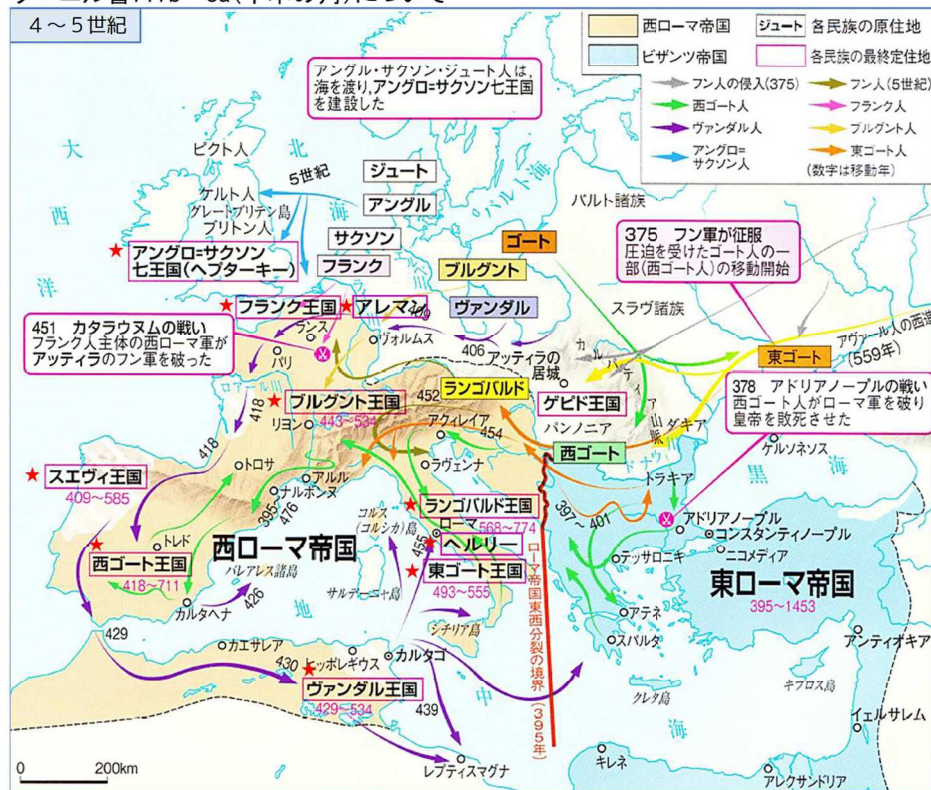 4～5世紀
西ローマ帝国
ビザンツ帝国
ジュート
各民族の原住地
各民族の最終定住地
フン人の侵入(375)
西ゴート人
ヴァンダル人
アングロ=
サクソン人
フン人(5世紀)
フランク人
ブルグント人
東ゴート人
(数字は移動年)
アングル・サクソン・ジュート人は,
海を渡り,アングロ=サクソン七王国
を建設した
大
西
洋
北
海
バルト海
ピクト人
5世紀
ケルト人
グレートブリテン島
ブリトン人
ジュート
アングル
サクソン
フランク
ゴート
ブルグント
ヴァンダル
バルト諸族
スラヴ諸族
375 フン軍が征服
圧迫を受けたゴート人の一
部(西ゴート人)の移動開始
東ゴート
アヴァール人の西進
(559年)
★アングロ=サクソン
七王国(ヘプターキー)
★フランク王国
★アレマン
409
451 カタラウヌムの戦い
フランク人主体の西ローマ軍が
アッティラのフン軍を破った
ランス
パリ
ヴォルムス
406
アッティラの
居城
カルパティア山脈
ロアール川
418
418
★ブルグント王国
443～534
リヨン
ランゴバルド
452
アクィレイア
454
ゲピド王国
パンノニア
ダキア
西ゴート
ドナウ
378 アドリアノープルの戦い
西ゴート人がローマ軍を破り
皇帝を敗死させた
ケルソネソス
黒海
★スエヴィ王国
409～585
トロサ
アルル
ナルボンヌ
395～
476
ラヴェンナ
★ランゴバルド王国
568～774
ローマ
455
★ヘルリー
★東ゴート王国
493～555
コルス
(コルシカ)島
サルデーニャ島
シチリア島
トラキア
397～401
アドリアノープル
コンスタンティノープル
ニコメディア
テッサロニキ
アテネ
スパルタ
東ローマ帝国
395～1453
ローマ帝国東西分裂の境界(395年)
トレド
★西ゴート王国
418～711
西ローマ帝国
バレアレス諸島
カルタヘナ
426
429
カエサレア
430
ヒッポレギウス
カルタゴ
★ヴァンダル王国
429～534
439
地
中
海
レプティスマグナ
クレタ島
キプロス島
アンティオキア
イェルサレム
キレネ
アレクサンドリア
0
200km